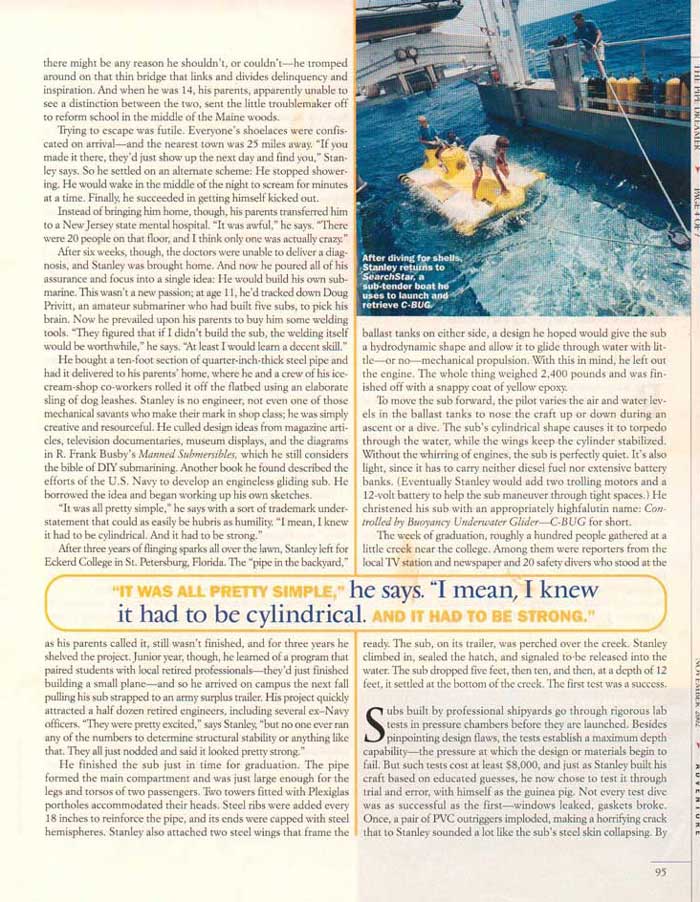 there might be any reason he shouldn't, or couldn't—he tromped
around on that thin bridge that links and divides delinquency and
inspiration. And when he was 14, his parents, apparently unable to
see a distinction between the two, sent the little troublemaker off
to reform school in the middle of the Maine woods.
Trying to escape was futile. Everyone's shoelaces were confis-
cated on arrival—and the nearest town was 25 miles away. "If you
made it there, they'd just show up the next day and find you," Stan-
ley says. So he settled on an alternate scheme: He stopped shower-
ing. He would wake in the middle of the night to scream for minutes
at a time. Finally, he succeeded in getting himself kicked out.
Instead of bringing him home, though, his parents transferred him
to a New Jersey state mental hospital. "It was awful," he says. "There
were 20 people on that floor, and I think only one was actually crazy."
After six weeks, though, the doctors were unable to deliver a diag-
nosis, and Stanley was brought home. And now he poured all of his
assurance and focus into a single idea: He would build his own sub-
marine. This wasn't a new passion; at age 11, he'd tracked down Doug
Privitt, an amateur submariner who had built five subs, to pick his
brain. Now he prevailed upon his parents to buy him some welding
tools. "They figured that if I didn't build the sub, the welding itself
would be worthwhile," he says. "At least I would learn a decent skill."
He bought a ten-foot section of quarter-inch-thick steel pipe and
had it delivered to his parents' home, where he and a crew of his ice-
cream-shop co-workers rolled it off the flatbed using an elaborate
sling of dog leashes. Stanley is no engineer, not even one of those
mechanical savants who make their mark in shop class; he was simply
creative and resourceful. He culled design ideas from magazine arti-
cles, television documentaries, museum displays, and the diagrams
in R. Frank Busby's Manned Submersibles, which he still considers
the bible of DIY submarining. Another book he found described the
efforts of the U.S. Navy to develop an engineless gliding sub. He
borrowed the idea and began working up his own sketches.
"It was all pretty simple," he says with a sort of trademark under-
statement that could as easily be hubris as humility. "I mean, I knew
it had to be cylindrical. And it had to be strong."
After three years of flinging sparks all over the lawn, Stanley left for
Eckerd College in St. Petersburg, Florida. The "pipe in the backyard,"
as his parents called it, still wasn't finished, and for three years he
shelved the project. Junior year, though, he learned of a program that
paired students with local retired professionals—they'd just finished
building a small plane—and so he arrived on campus the next fall
pulling his sub strapped to an army surplus trailer. His project quickly
attracted a half dozen retired engineers, including several ex–Navy
officers. "They were pretty excited," says Stanley, "but no one ever ran
any of the numbers to determine structural stability or anything like
that. They all just nodded and said it looked pretty strong."
He finished the sub just in time for graduation. The pipe
formed the main compartment and was just large enough for the
legs and torsos of two passengers. Two towers fitted with Plexiglas
portholes accommodated their heads. Steel ribs were added every
18 inches to reinforce the pipe, and its ends were capped with steel
hemispheres. Stanley also attached two steel wings that frame the
After diving for shells,
Stanley returns to
SearchStar, a
sub-tender boat he
uses to launch and
retrieve C-BUG.
ballast tanks on either side, a design he hoped would give the sub
a hydrodynamic shape and allow it to glide through water with lit-
tle—or no—mechanical propulsion. With this in mind, he left out
the engine. The whole thing weighed 2,400 pounds and was fin-
ished off with a snappy coat of yellow epoxy.
To move the sub forward, the pilot varies the air and water lev-
els in the ballast tanks to nose the craft up or down during an
ascent or a dive. The sub's cylindrical shape causes it to torpedo
through the water, while the wings keep the cylinder stabilized.
Without the whirring of engines, the sub is perfectly quiet. It's also
light, since it has to carry neither diesel fuel nor extensive battery
banks. (Eventually Stanley would add two trolling motors and a
12-volt battery to help the sub maneuver through tight spaces.) He
christened his sub with an appropriately highfalutin name: Con-
trolled by Buoyancy Underwater Glider—C-BUG for short.
The week of graduation, roughly a hundred people gathered at a
little creek near the college. Among them were reporters from the
local TV station and newspaper and 20 safety divers who stood at the
"IT WAS ALL PRETTY SIMPLE," he says. "I mean, I knew
it had to be cylindrical. AND IT HAD TO BE STRONG."
ready. The sub, on its trailer, was perched over the creek. Stanley
climbed in, sealed the hatch, and signaled to be released into the
water. The sub dropped five feet, then ten, and then, at a depth of 12
feet, it settled at the bottom of the creek. The first test was a success.
Subs built by professional shipyards go through rigorous lab
tests in pressure chambers before they are launched. Besides
pinpointing design flaws, the tests establish a maximum depth
capability—the pressure at which the design or materials begin to
fail. But such tests cost at least $8,000, and just as Stanley built his
craft based on educated guesses, he now chose to test it through
trial and error, with himself as the guinea pig. Not every test dive
was as successful as the first—windows leaked, gaskets broke.
Once, a pair of PVC outriggers imploded, making a horrifying crack
that to Stanley sounded a lot like the sub's steel skin collapsing. By
95
THE PIPE DREAMER
PAGE 4 OF 7
ADVENTURE